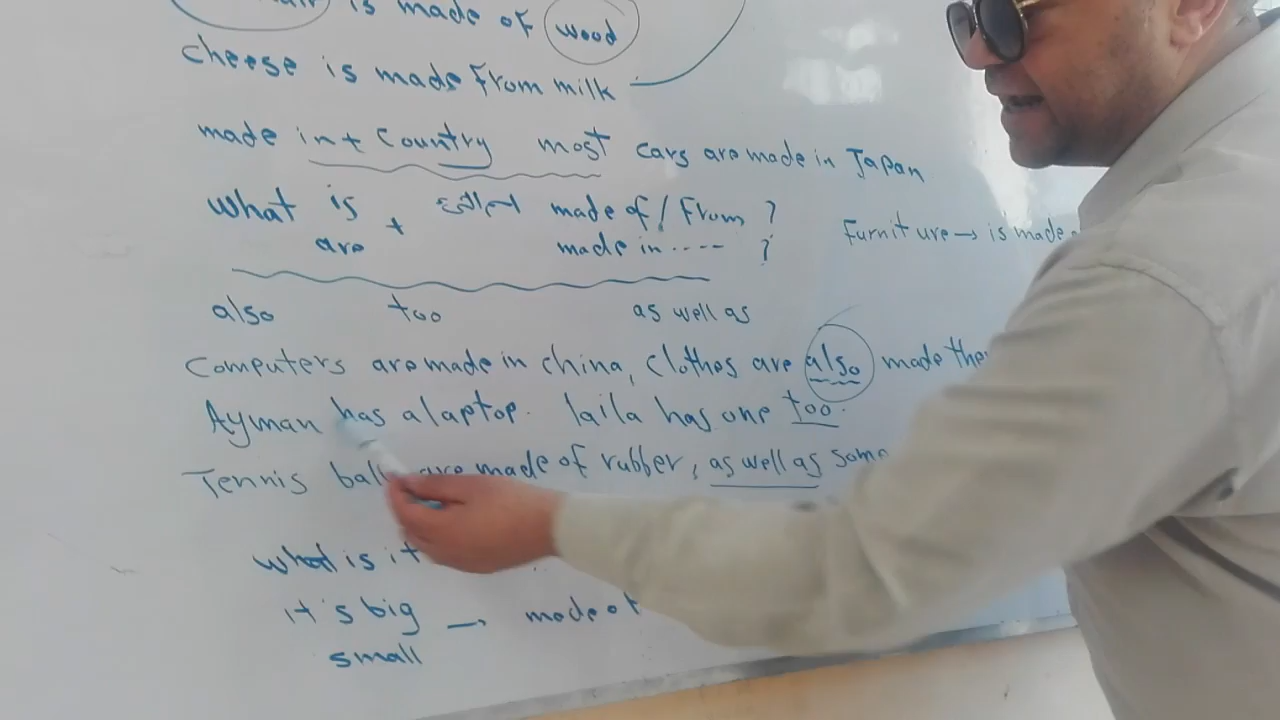 is made of wood
cheese is made from milk
made in + country most cars are made in Japan
what is + made of / from ?
are made in ---- ?
Furniture → is made
also too as well as
Computers are made in china, clothes are also made
Ayman has a laptop. laila has one too.
Tennis are made of rubber, as well as some
what is it
it's big → made of
small